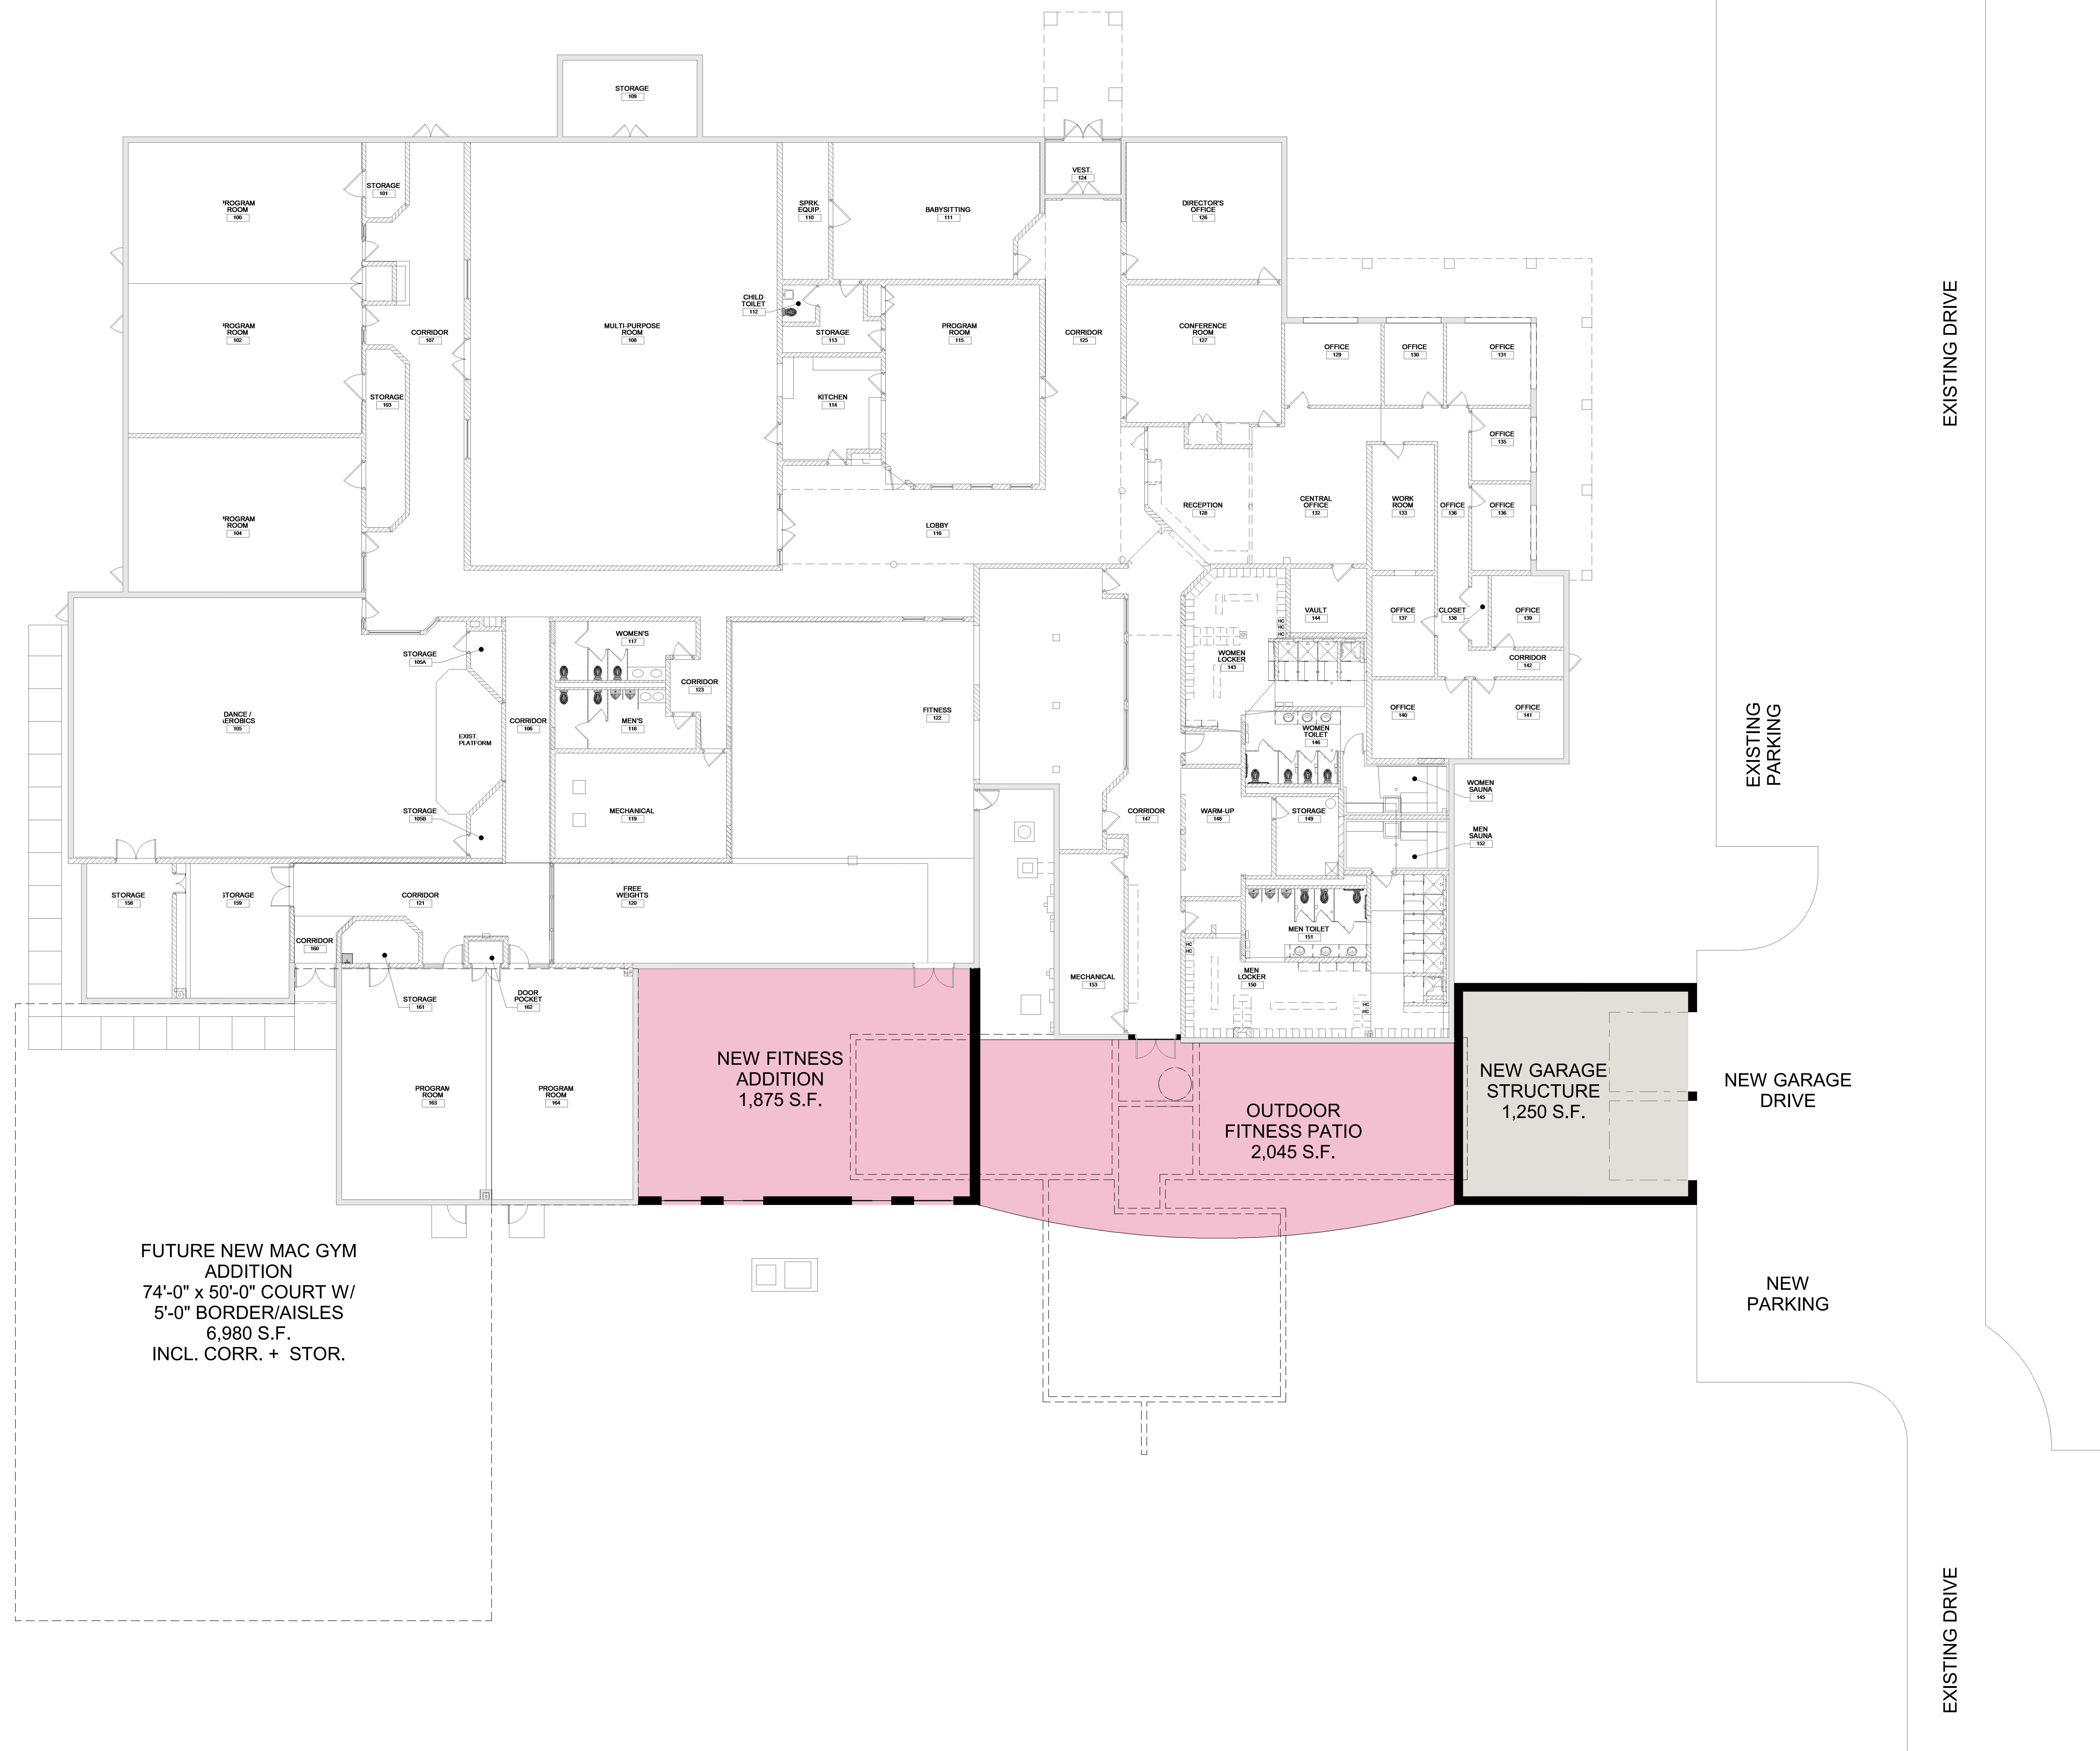 STORAGE
109
PROGRAM
ROOM
100
STORAGE
101
SPRK.
EQUIP.
110
BABYSITTING
111
VEST.
124
DIRECTOR'S
OFFICE
126
PROGRAM
ROOM
102
CORRIDOR
107
MULTI-PURPOSE
ROOM
108
CHILD
TOILET
112
STORAGE
113
PROGRAM
ROOM
115
CORRIDOR
125
CONFERENCE
ROOM
127
OFFICE
129
OFFICE
130
OFFICE
131
STORAGE
103
KITCHEN
114
OFFICE
135
PROGRAM
ROOM
104
LOBBY
116
RECEPTION
128
CENTRAL
OFFICE
132
WORK
ROOM
133
OFFICE
136
OFFICE
136
EXISTING DRIVE
STORAGE
105A
WOMEN'S
117
CORRIDOR
123
HC
HC
HC
VAULT
144
OFFICE
137
CLOSET
138
OFFICE
139
WOMEN
LOCKER
143
CORRIDOR
142
DANCE /
AEROBICS
105
EXIST.
PLATFORM
CORRIDOR
106
MEN'S
118
FITNESS
122
WOMEN
TOILET
146
OFFICE
140
OFFICE
141
EXISTING
PARKING
STORAGE
105B
MECHANICAL
119
CORRIDOR
147
WARM-UP
148
STORAGE
149
WOMEN
SAUNA
145
MEN
SAUNA
152
STORAGE
158
STORAGE
159
CORRIDOR
121
FREE
WEIGHTS
120
CORRIDOR
160
HC
HC
MEN TOILET
151
MEN
LOCKER
150
HC
HC
MECHANICAL
153
STORAGE
161
DOOR
POCKET
162
PROGRAM
ROOM
163
PROGRAM
ROOM
164
NEW FITNESS
ADDITION
1,875 S.F.
OUTDOOR
FITNESS PATIO
2,045 S.F.
NEW GARAGE
STRUCTURE
1,250 S.F.
NEW GARAGE
DRIVE
FUTURE NEW MAC GYM
ADDITION
74'-0" x 50'-0" COURT W/
5'-0" BORDER/AISLES
6,980 S.F.
INCL. CORR. + STOR.
NEW
PARKING
EXISTING DRIVE